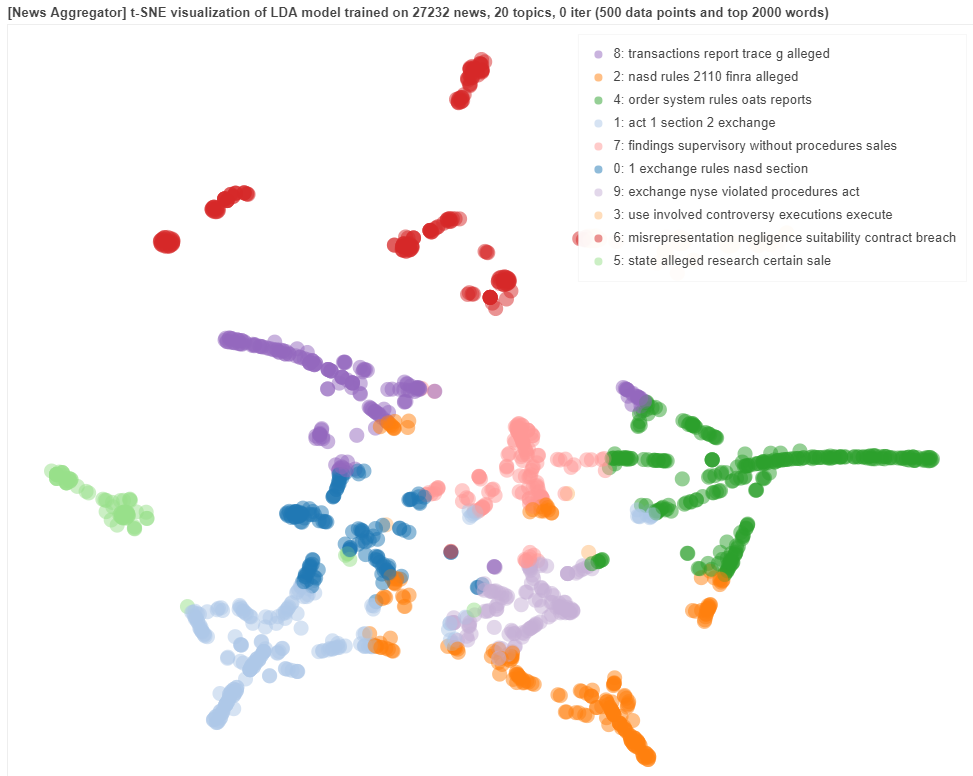 [News Aggregator] t-SNE visualization of LDA model trained on 27232 news, 20 topics, 0 iter (500 data points and top 2000 words)
8: transactions report trace g alleged
2: nasd rules 2110 finra alleged
4: order system rules oats reports
1: act 1 section 2 exchange
7: findings supervisory without procedures sales
0: 1 exchange rules nasd section
9: exchange nyse violated procedures act
3: use involved controversy executions execute
6: misrepresentation negligence suitability contract breach
5: state alleged research certain sale